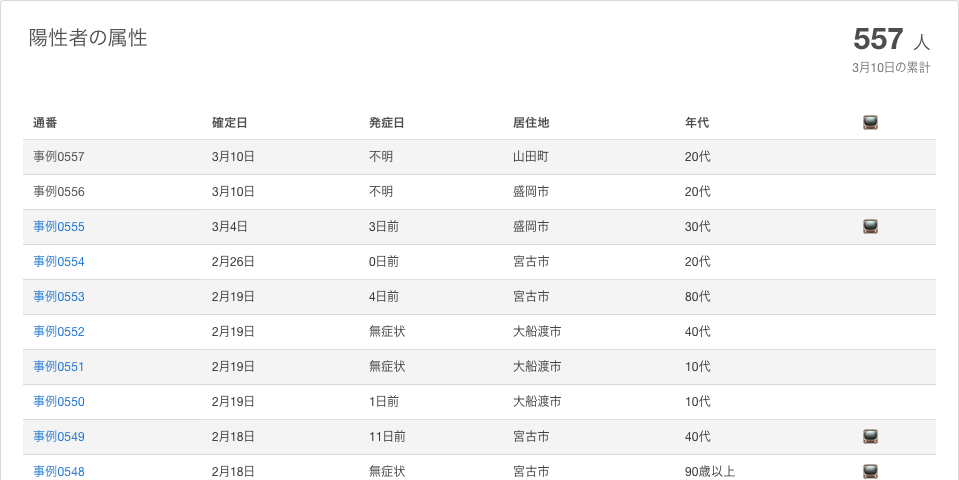 陽性者の属性
557 人
3月10日の累計
通番 確定日 発症日 居住地 年代
事例0557 3月10日 不明 山田町 20代
事例0556 3月10日 不明 盛岡市 20代
事例0555 3月4日 3日前 盛岡市 30代
事例0554 2月26日 0日前 宮古市 20代
事例0553 2月19日 4日前 宮古市 80代
事例0552 2月19日 無症状 大船渡市 40代
事例0551 2月19日 無症状 大船渡市 10代
事例0550 2月19日 1日前 大船渡市 10代
事例0549 2月18日 11日前 宮古市 40代
事例0548 2月18日 無症状 宮古市 90歳以上